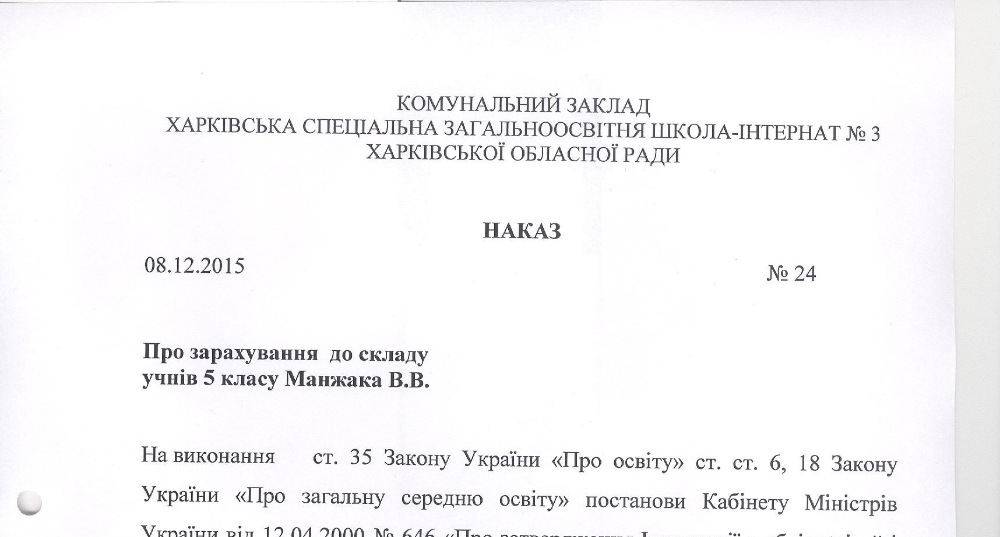 КОМУНАЛЬНИЙ ЗАКЛАД
ХАРКІВСЬКА СПЕЦІАЛЬНА ЗАГАЛЬНООСВІТНЯ ШКОЛА-ІНТЕРНАТ № 3
ХАРКІВСЬКОЇ ОБЛАСНОЇ РАДИ
НАКАЗ
08.12.2015 № 24
Про зарахування до складу
учнів 5 класу Манжака В.В.
На виконання ст. 35 Закону України «Про освіту» ст. ст. 6, 18 Закону
України «Про загальну середню освіту» постанови Кабінету Міністрів
України від 12.04.2000 № 646 «Про затвердження